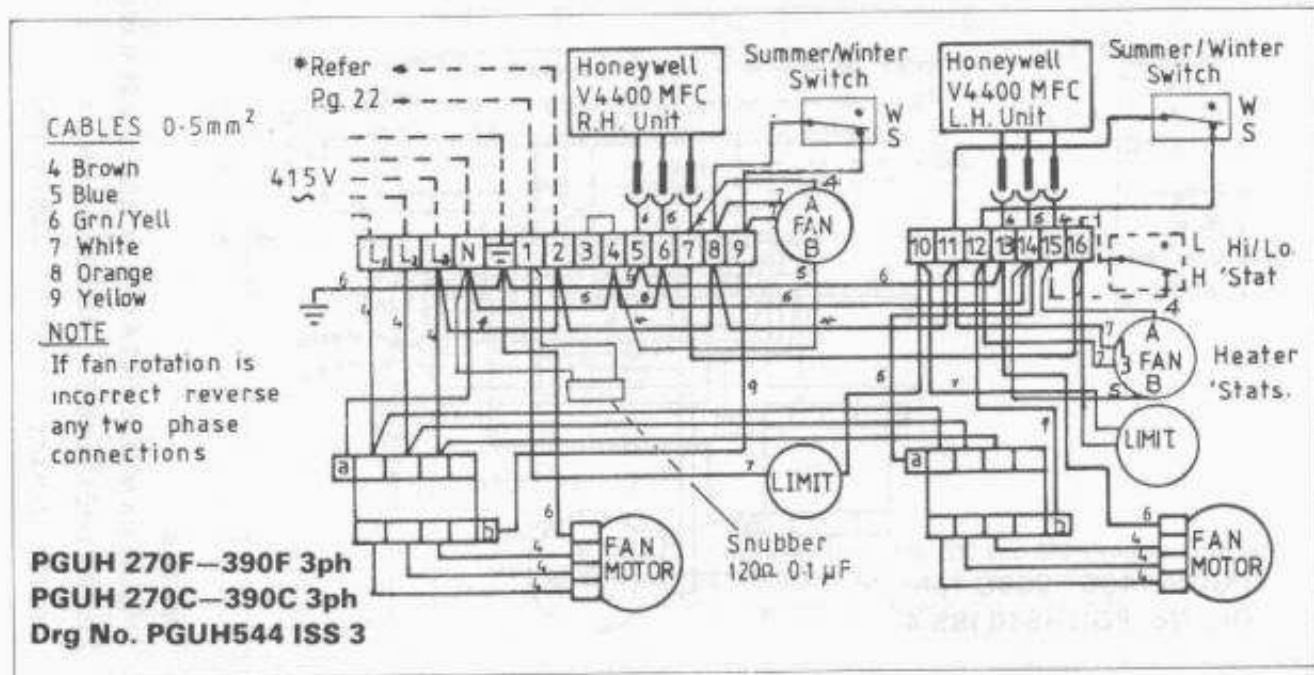 *Refer
Pg. 22
Honeywell
V4400 MFC
R.H. Unit
Summer/Winter
Switch
W
S
Honeywell
V4400 MFC
L.H. Unit
Summer/Winter
Switch
W
S
CABLES 0·5mm²
4 Brown
5 Blue
6 Grn/Yell
7 White
8 Orange
9 Yellow
NOTE
If fan rotation is
incorrect reverse
any two phase
connections
415V
L1 L2 L3 N 1 2 3 4 5 6 7 8 9
A
FAN
B
10 11 12 13 14 15 16
L
H
Hi/Lo
'Stat
A
FAN
B
Heater
'Stats.
LIMIT
LIMIT
a
b
a
b
FAN
MOTOR
Snubber
120Ω 0·1 µF
FAN
MOTOR
PGUH 270F—390F 3ph
PGUH 270C—390C 3ph
Drg No. PGUH544 ISS 3